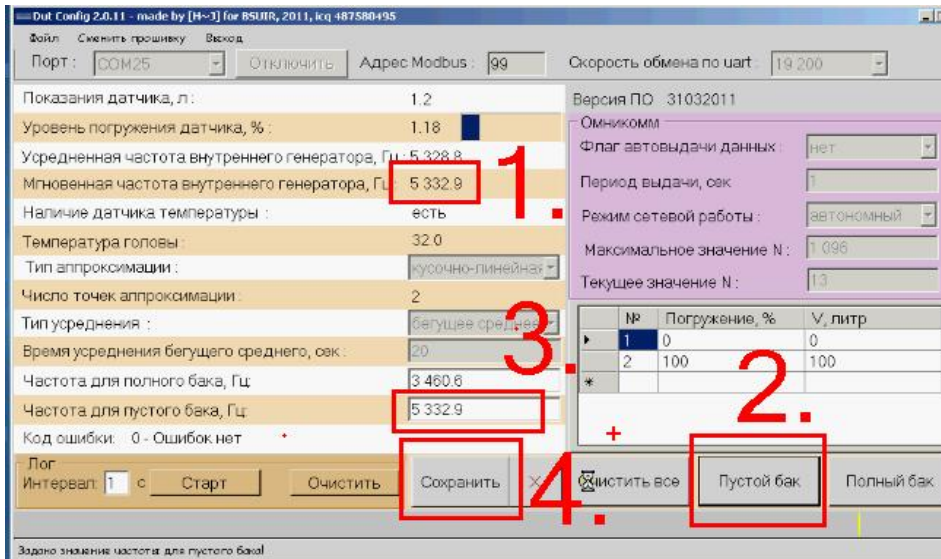 Dut Config 2.0.11 - made by [H~J] for BSUIR, 2011, icq 487580495
Файл Сменить прошивку Выход
Порт: COM25 Отключить Адрес Modbus: 99 Скорость обмена по uart: 19 200
Показания датчика, л: 1.2
Уровень погружения датчика, % : 1.18
Усредненная частота внутреннего генератора, Гц: 5 328.8
Мгновенная частота внутреннего генератора, Гц: 5 332.9
1.
Наличие датчика температуры : есть
Температура головы: 32.0
Тип аппроксимации : кусочно-линейная
Число точек аппроксимации: 2
Тип усреднения : бегущее среднее
3.
Время усреднения бегущего среднего, сек: 20
Частота для полного бака, Гц: 3 460.6
Частота для пустого бака, Гц: 5 332.9
Код ошибки: 0 - Ошибок нет
Версия ПО 31032011
Омникомм
Флаг автовыдачи данных: нет
Период выдачи, сек 1
Режим сетевой работы : автономный
Максимальное значение N: 1 096
Текущее значение N : 13
№ Погружение, % V, литр
1 0 0
2 100 100
2.
Лог
Интервал: 1 с Старт Очистить Сохранить
4.
Очистить все Пустой бак Полный бак
Задано значение частоты для пустого бака!